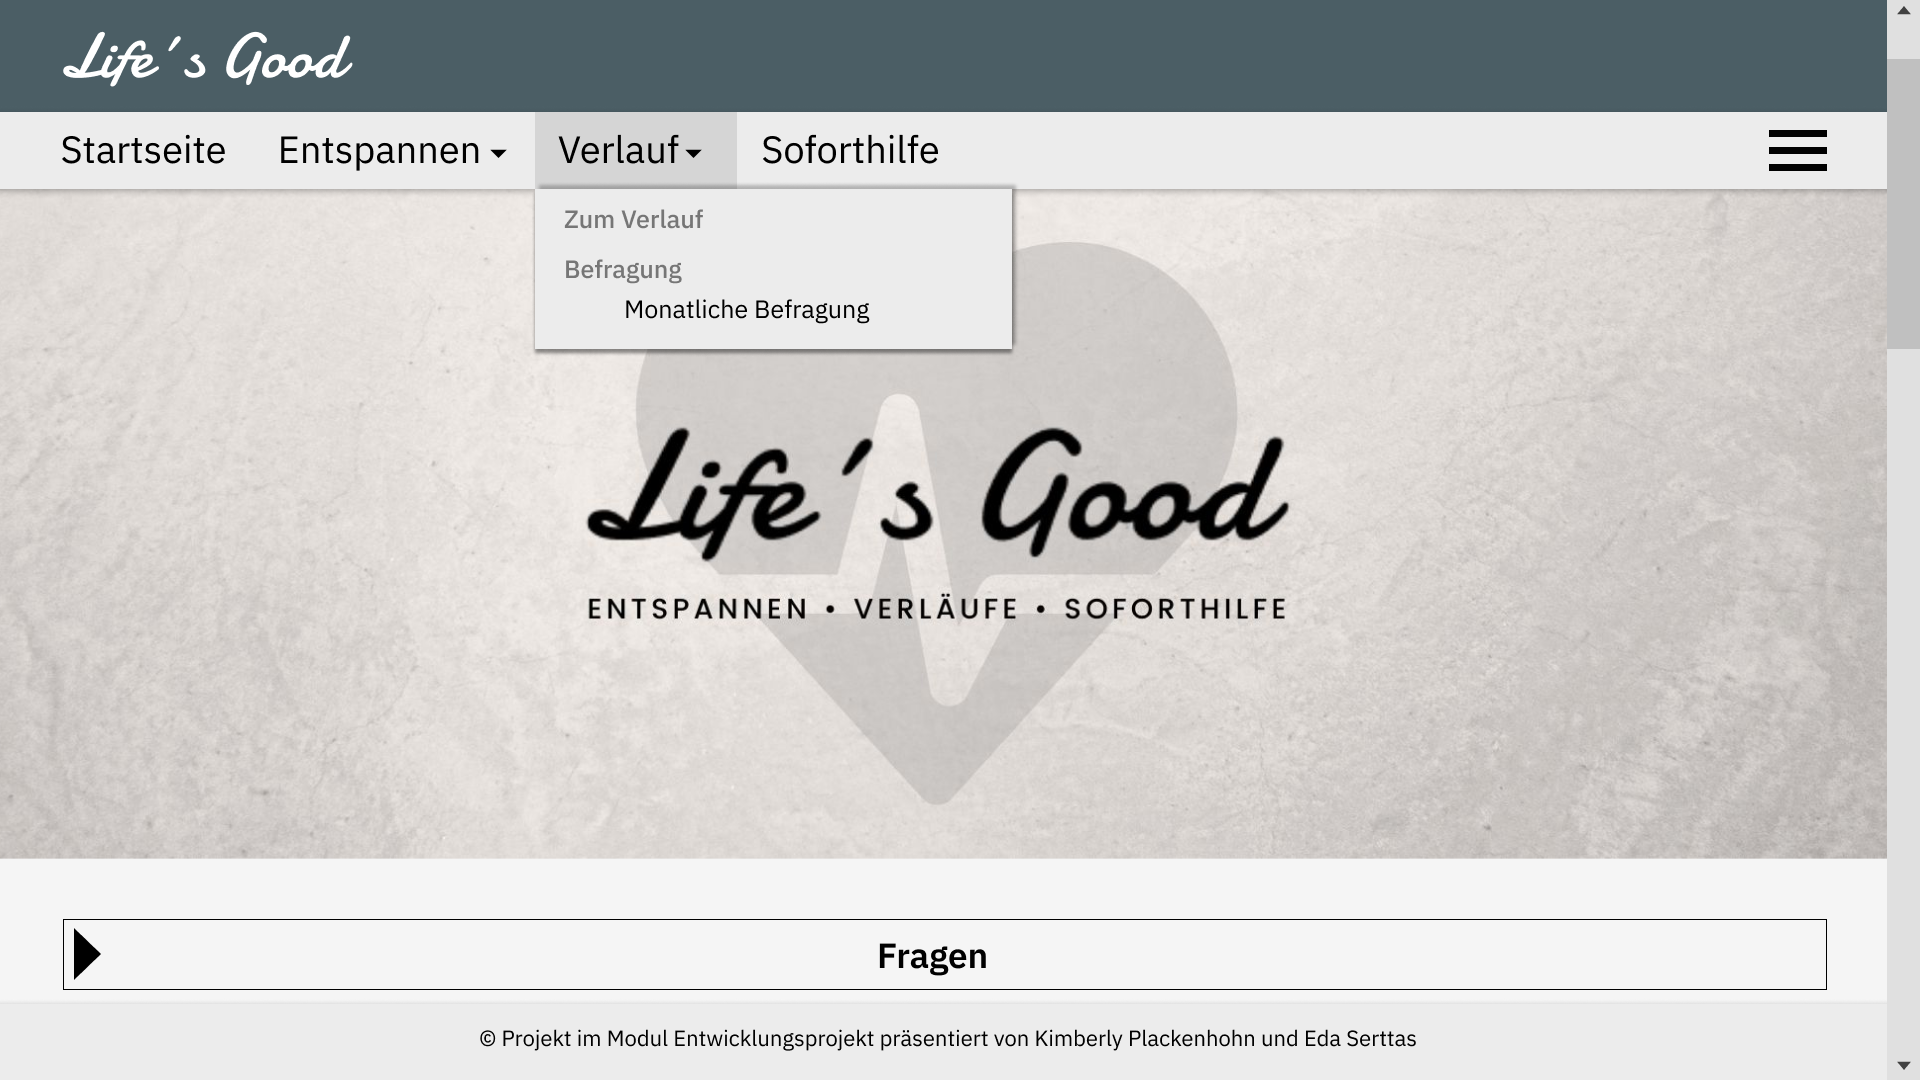 Life´s Good
Startseite Entspannen Verlauf Soforthilfe
Zum Verlauf
Befragung
Monatliche Befragung
Life´s Good
ENTSPANNEN • VERLÄUFE • SOFORTHILFE
Fragen
© Projekt im Modul Entwicklungsprojekt präsentiert von Kimberly Plackenhohn und Eda Serttas